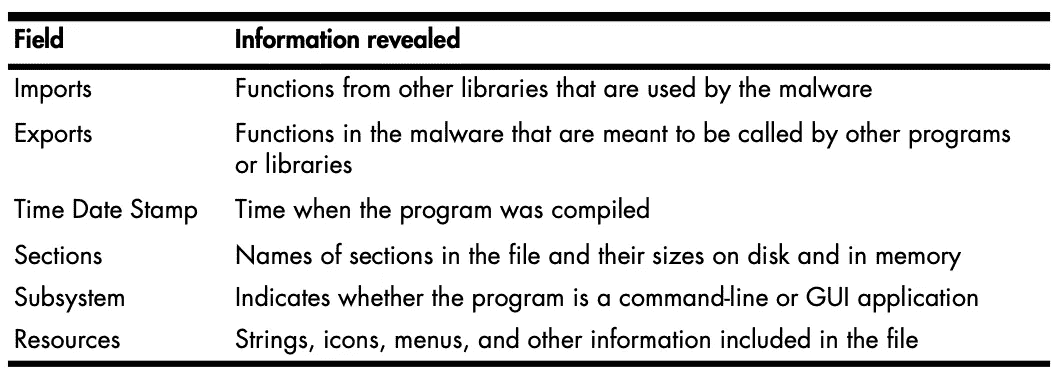 Field Information revealed
Imports Functions from other libraries that are used by the malware
Exports Functions in the malware that are meant to be called by other programs
or libraries
Time Date Stamp Time when the program was compiled
Sections Names of sections in the file and their sizes on disk and in memory
Subsystem Indicates whether the program is a command-line or GUI application
Resources Strings, icons, menus, and other information included in the file